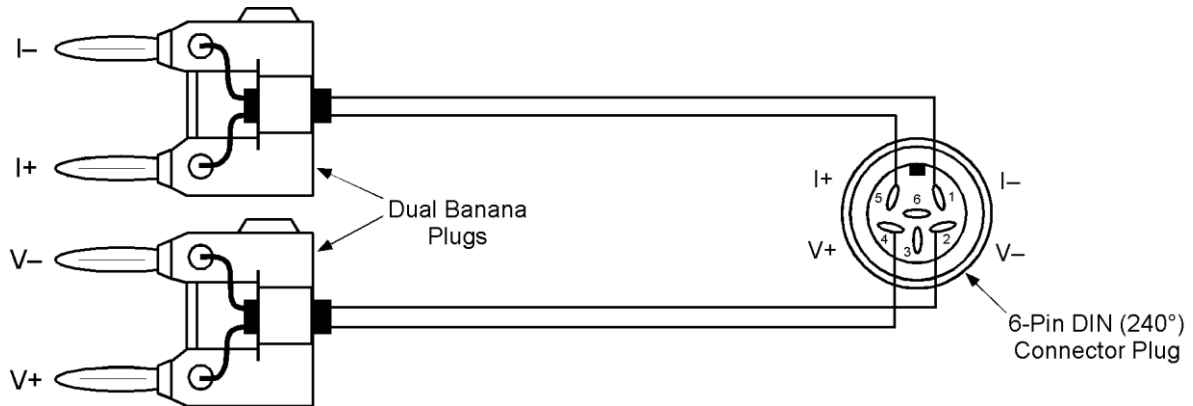 I–
I+
V–
V+
Dual Banana
Plugs
I+
I–
V+
V–
5
6
1
4
3
2
6-Pin DIN (240°)
Connector Plug